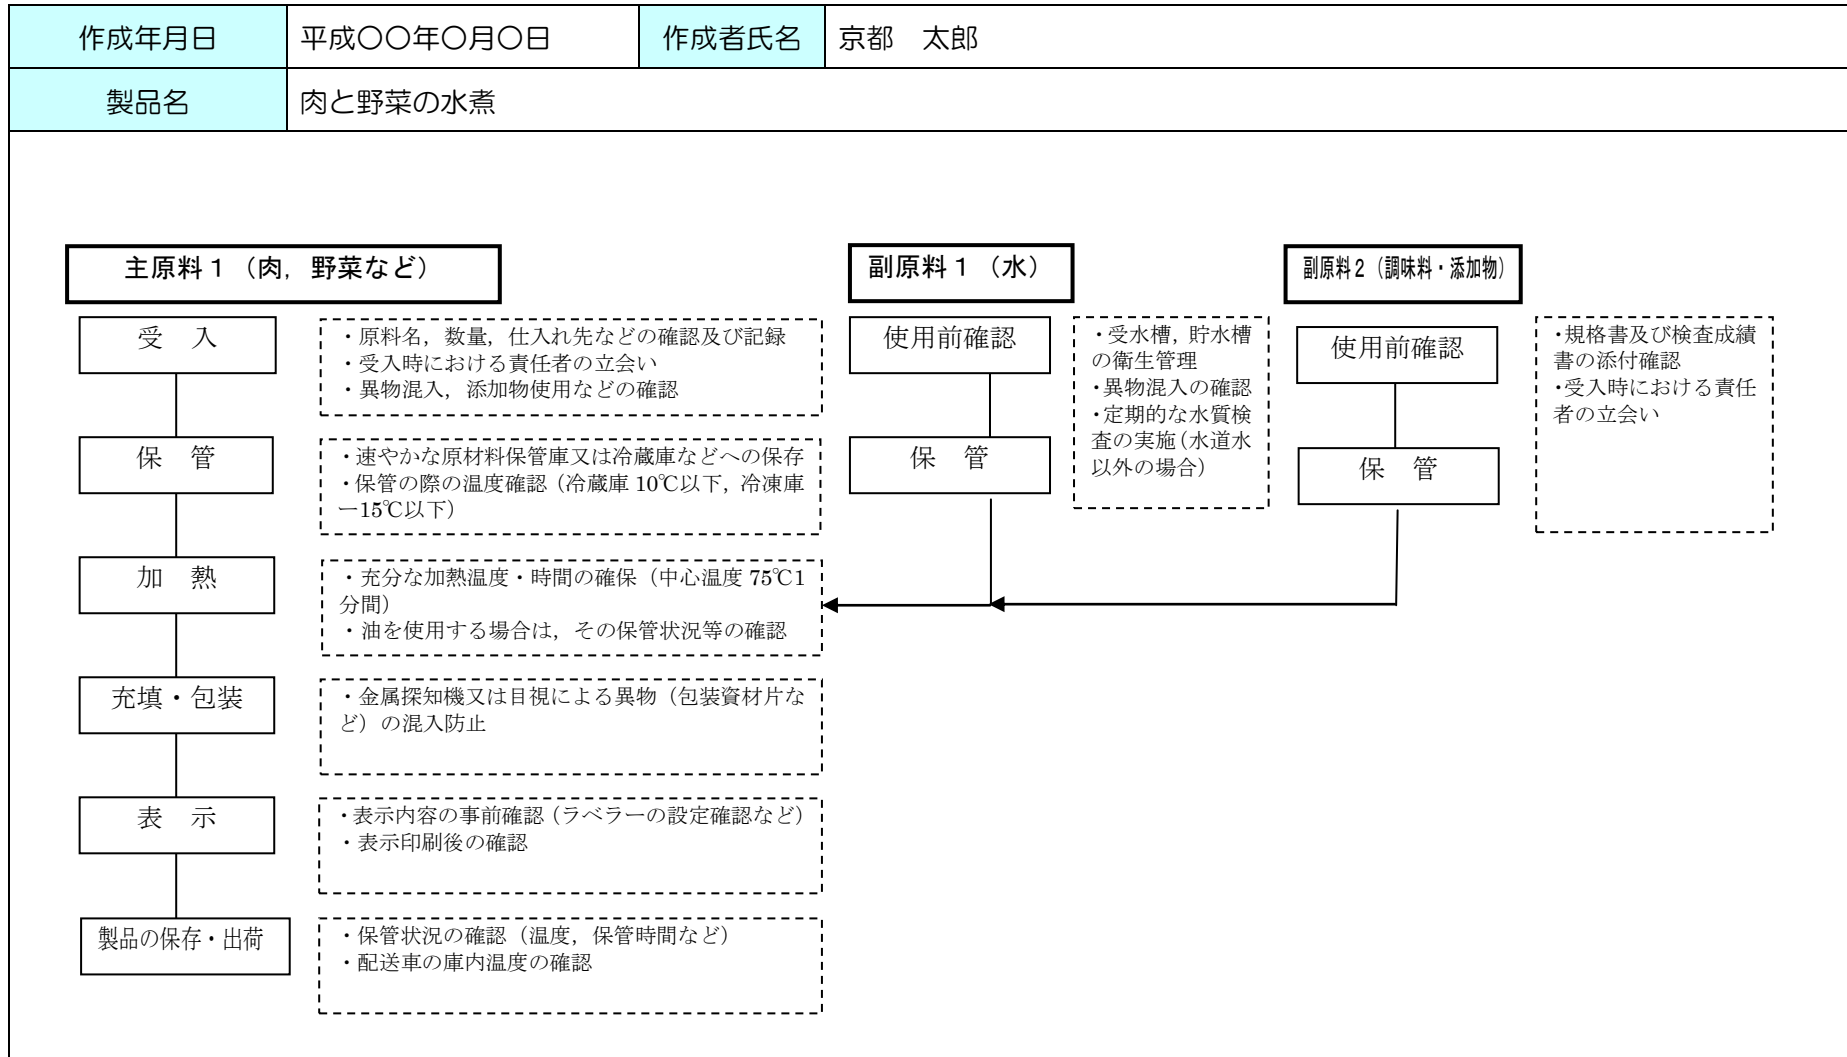 作成年月日 平成〇〇年〇月〇日 作成者氏名 京都　太郎
製品名 肉と野菜の水煮
主原料１（肉，野菜など）
受　入
・原料名，数量，仕入れ先などの確認及び記録
・受入時における責任者の立会い
・異物混入，添加物使用などの確認
保　管
・速やかな原材料保管庫又は冷蔵庫などへの保存
・保管の際の温度確認（冷蔵庫 10℃以下，冷凍庫
ー15℃以下）
加　熱
・充分な加熱温度・時間の確保（中心温度 75℃1
分間）
・油を使用する場合は，その保管状況等の確認
充填・包装
・金属探知機又は目視による異物（包装資材片な
ど）の混入防止
表　示
・表示内容の事前確認（ラベラーの設定確認など）
・表示印刷後の確認
製品の保存・出荷
・保管状況の確認（温度，保管時間など）
・配送車の庫内温度の確認
副原料１（水）
使用前確認
・受水槽，貯水槽
の衛生管理
・異物混入の確認
・定期的な水質検
査の実施（水道水
以外の場合）
保　管
副原料２（調味料・添加物）
使用前確認
・規格書及び検査成績
書の添付確認
・受入時における責任
者の立会い
保　管